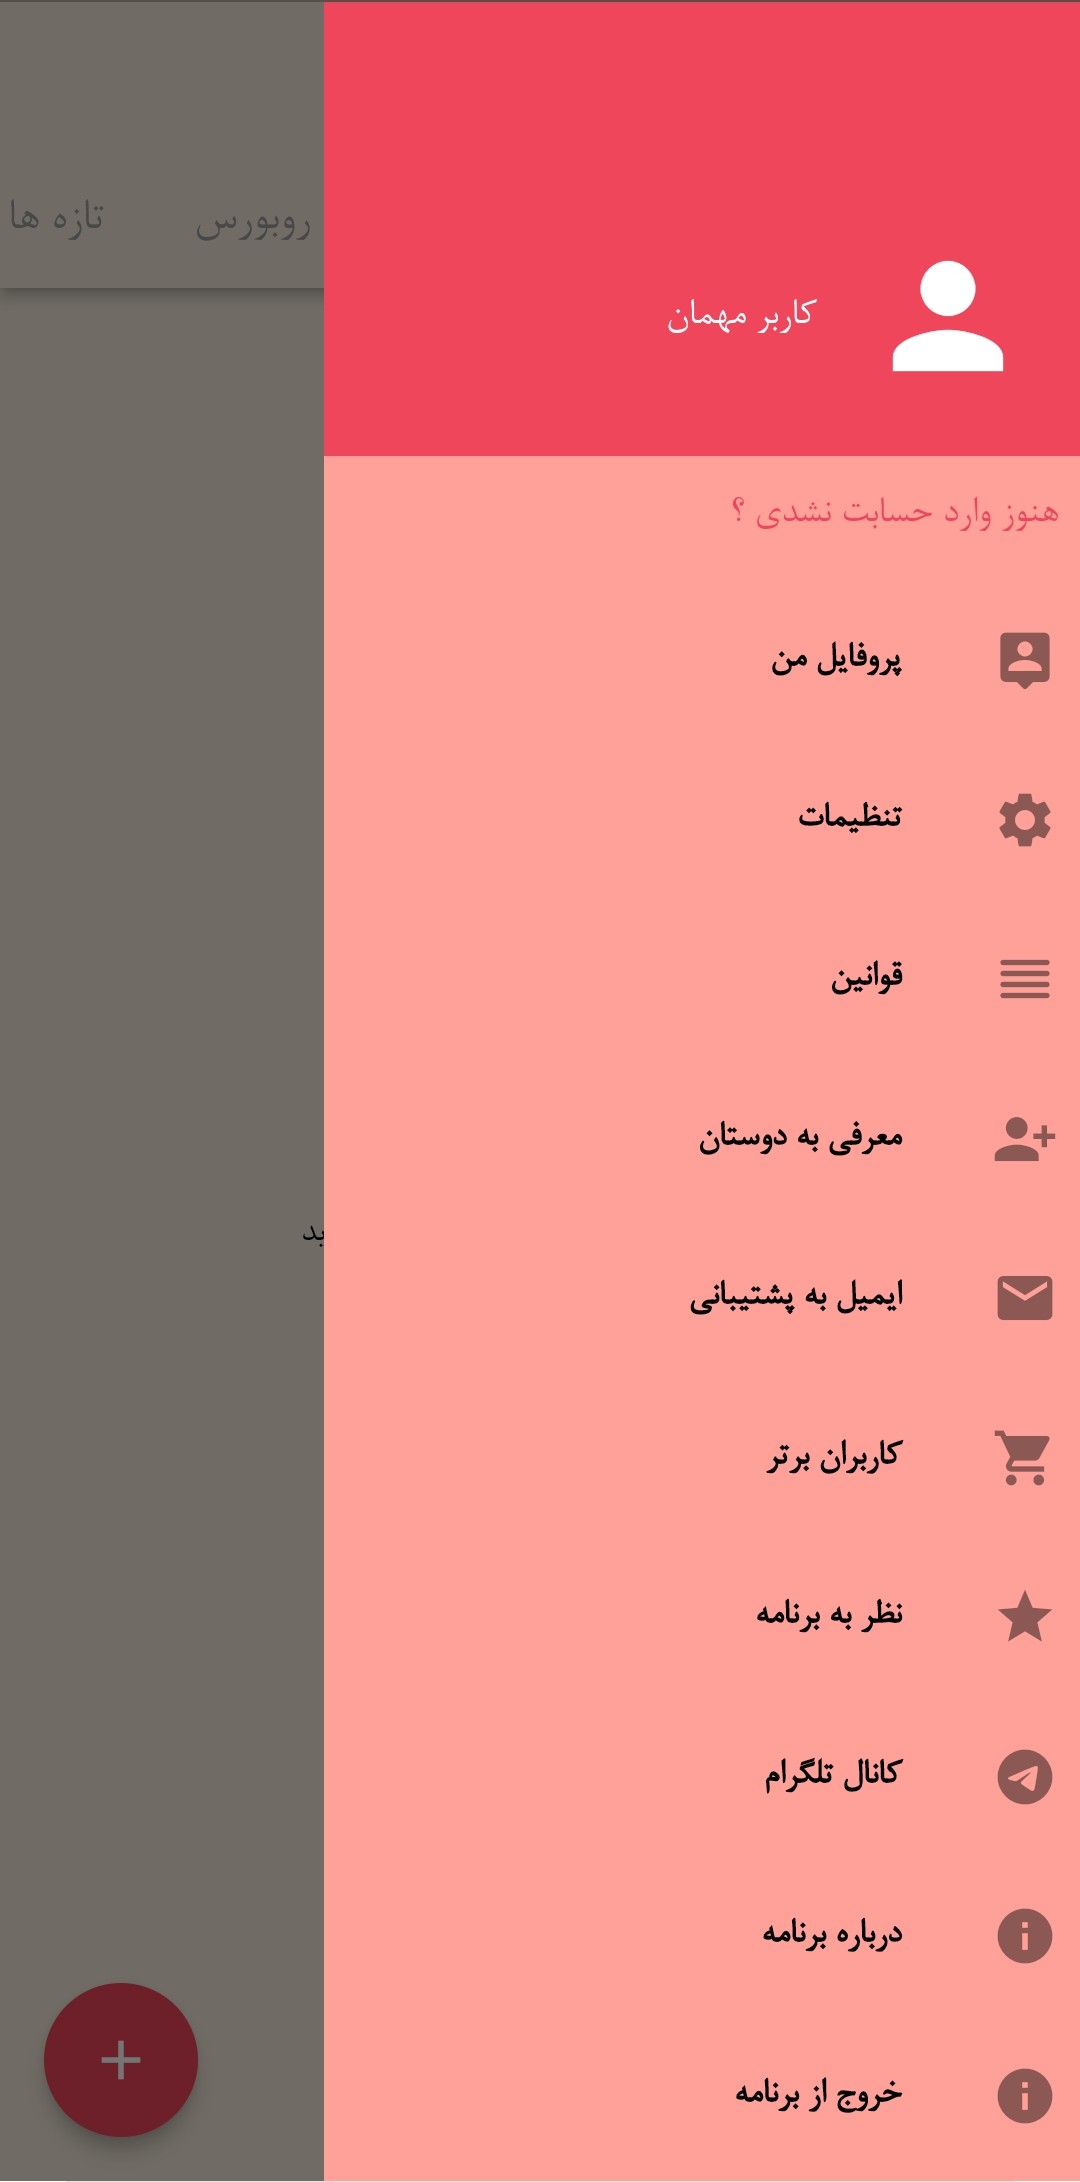 روبورس
تازه ها
کاربر مهمان
هنوز وارد حسابت نشدی ؟
پروفایل من
تنظیمات
قوانین
معرفی به دوستان
ایمیل به پشتیبانی
کاربران برتر
نظر به برنامه
کانال تلگرام
درباره برنامه
خروج از برنامه